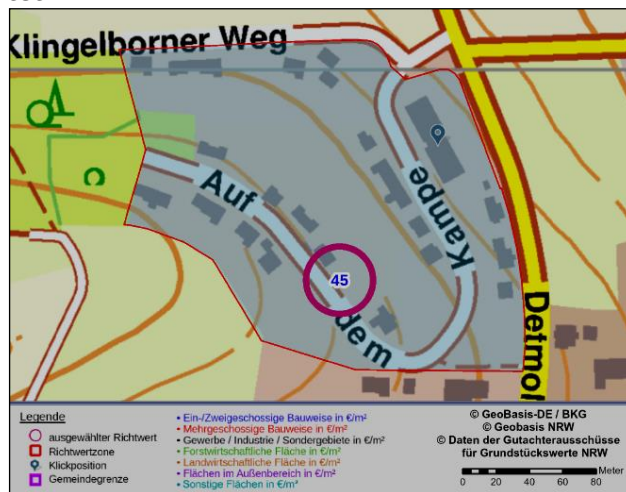 Klingelborner Weg
Auf
dem
Kampe
45
Detmol
Legende
ausgewählter Richtwert
Richtwertzone
Klickposition
Gemeindegrenze
• Ein-/Zweigeschossige Bauweise in €/m²
• Mehrgeschossige Bauweise in €/m²
• Gewerbe / Industrie / Sondergebiete in €/m²
• Forstwirtschaftliche Fläche in €/m²
• Landwirtschaftliche Fläche in €/m²
• Flächen im Außenbereich in €/m²
• Sonstige Flächen in €/m²
© GeoBasis-DE / BKG
© Geobasis NRW
© Daten der Gutachterausschüsse
für Grundstückswerte NRW
Meter
0 20 40 60 80